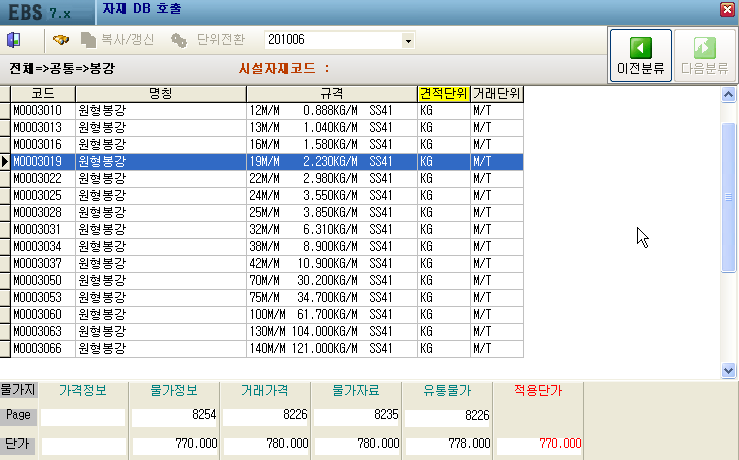 EBS 7.x 자재 DB 호출
복사/갱신 단위전환 201006
전체=>공통=>봉강 시설자재코드 : 이전분류 다음분류
코드 명칭 규격 견적단위 거래단위
M0003010 원형봉강 12M/M 0.888KG/M SS41 KG M/T
M0003013 원형봉강 13M/M 1.040KG/M SS41 KG M/T
M0003016 원형봉강 16M/M 1.580KG/M SS41 KG M/T
M0003019 원형봉강 19M/M 2.230KG/M SS41 KG M/T
M0003022 원형봉강 22M/M 2.980KG/M SS41 KG M/T
M0003025 원형봉강 24M/M 3.550KG/M SS41 KG M/T
M0003028 원형봉강 25M/M 3.850KG/M SS41 KG M/T
M0003031 원형봉강 32M/M 6.310KG/M SS41 KG M/T
M0003034 원형봉강 38M/M 8.900KG/M SS41 KG M/T
M0003037 원형봉강 42M/M 10.900KG/M SS41 KG M/T
M0003050 원형봉강 70M/M 30.200KG/M SS41 KG M/T
M0003053 원형봉강 75M/M 34.700KG/M SS41 KG M/T
M0003060 원형봉강 100M/M 61.700KG/M SS41 KG M/T
M0003063 원형봉강 130M/M 104.000KG/M SS41 KG M/T
M0003066 원형봉강 140M/M 121.000KG/M SS41 KG M/T
물가지 가격정보 물가정보 거래가격 물가자료 유통물가 적용단가
Page 8254 8226 8235 8226
단가 770.000 780.000 780.000 778.000 770.000